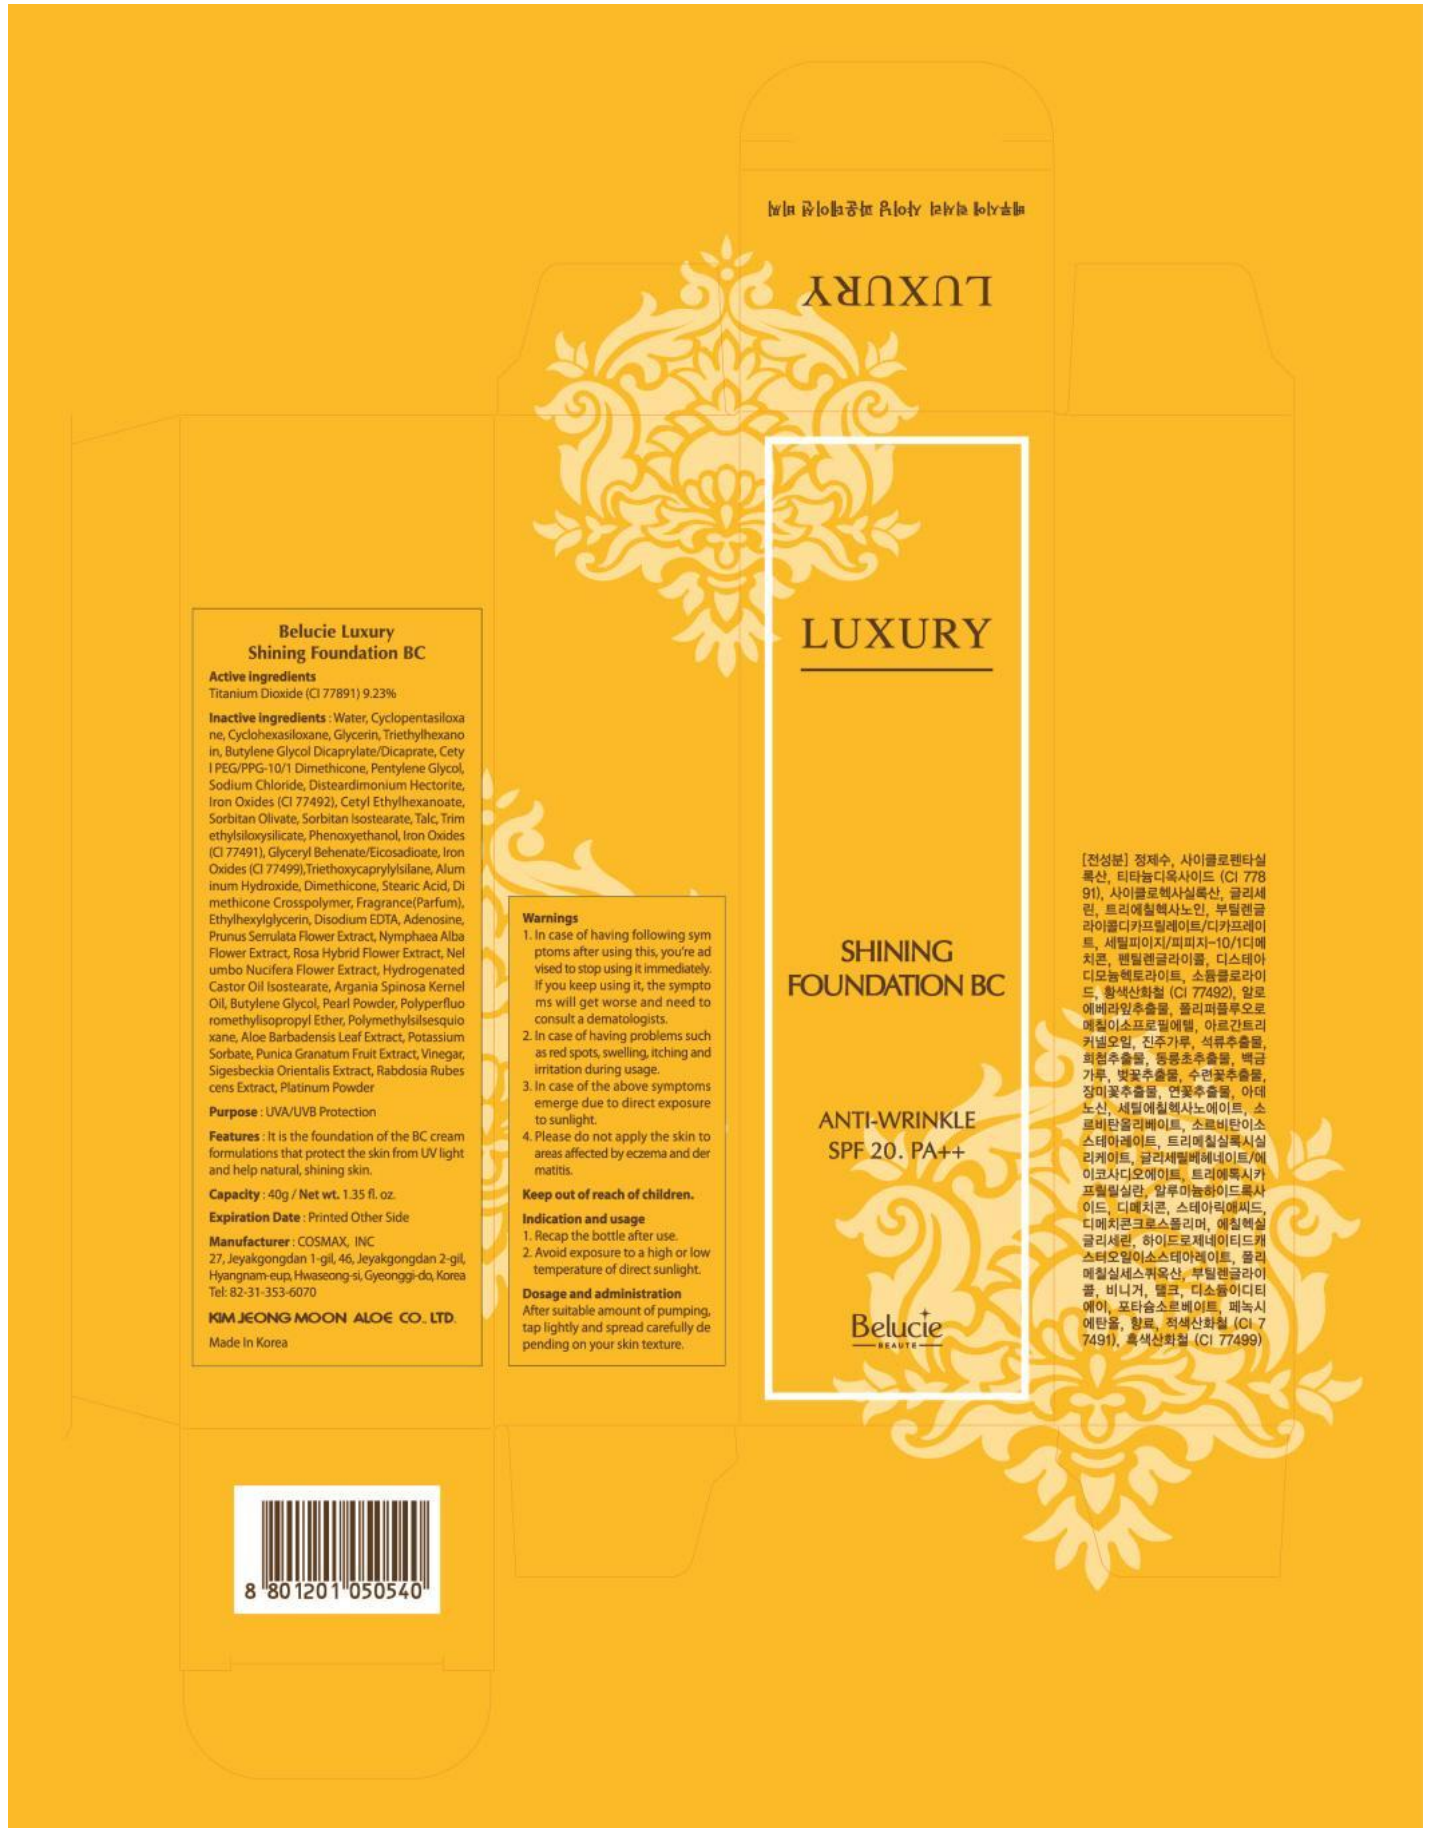 베루시에 럭셔리 샤이닝 파운데이션 비씨
LUXURY
Belucie Luxury
Shining Foundation BC
Active ingredients
Titanium Dioxide (CI 77891) 9.23%
Inactive ingredients : Water, Cyclopentasiloxa
ne, Cyclohexasiloxane, Glycerin, Triethylhexano
in, Butylene Glycol Dicaprylate/Dicaprate, Cety
l PEG/PPG-10/1 Dimethicone, Pentylene Glycol,
Sodium Chloride, Disteardimonium Hectorite,
Iron Oxides (CI 77492), Cetyl Ethylhexanoate,
Sorbitan Olivate, Sorbitan Isostearate, Talc, Trim
ethylsiloxysilicate, Phenoxyethanol, Iron Oxides
(CI 77491), Glyceryl Behenate/Eicosadioate, Iron
Oxides (CI 77499),Triethoxycaprylylsilane, Alum
inum Hydroxide, Dimethicone, Stearic Acid, Di
methicone Crosspolymer, Fragrance(Parfum),
Ethylhexylglycerin, Disodium EDTA, Adenosine,
Prunus Serrulata Flower Extract, Nymphaea Alba
Flower Extract, Rosa Hybrid Flower Extract, Nel
umbo Nucifera Flower Extract, Hydrogenated
Castor Oil Isostearate, Argania Spinosa Kernel
Oil, Butylene Glycol, Pearl Powder, Polyperfluo
romethylisopropyl Ether, Polymethylsilsesquio
xane, Aloe Barbadensis Leaf Extract, Potassium
Sorbate, Punica Granatum Fruit Extract, Vinegar,
Sigesbeckia Orientalis Extract, Rabdosia Rubes
cens Extract, Platinum Powder
Purpose : UVA/UVB Protection
Features : It is the foundation of the BC cream
formulations that protect the skin from UV light
and help natural, shining skin.
Capacity : 40g / Net wt. 1.35 fl. oz.
Expiration Date : Printed Other Side
Manufacturer : COSMAX, INC
27, Jeyakgongdan 1-gil, 46, Jeyakgongdan 2-gil,
Hyangnam-eup, Hwaseong-si, Gyeonggi-do, Korea
Tel: 82-31-353-6070
KIM JEONG MOON ALOE CO., LTD.
Made In Korea
8 801201 050540
Warnings
1. In case of having following sym
ptoms after using this, you're ad
vised to stop using it immediately.
If you keep using it, the sympto
ms will get worse and need to
consult a dematologists.
2. In case of having problems such
as red spots, swelling, itching and
irritation during usage.
3. In case of the above symptoms
emerge due to direct exposure
to sunlight.
4. Please do not apply the skin to
areas affected by eczema and der
matitis.
Keep out of reach of children.
Indication and usage
1. Recap the bottle after use.
2. Avoid exposure to a high or low
temperature of direct sunlight.
Dosage and administration
After suitable amount of pumping,
tap lightly and spread carefully de
pending on your skin texture.
LUXURY
SHINING
FOUNDATION BC
ANTI-WRINKLE
SPF 20. PA++
Belucie
BEAUTE
[전성분] 정제수, 사이클로펜타실
록산, 티타늄디옥사이드 (CI 778
91), 사이클로헥사실록산, 글리세
린, 트리에칠헥사노인, 부틸렌글
라이콜디카프릴레이트/디카프레이
트, 세틸피이지/피피지-10/1디메
치콘, 펜틸렌글라이콜, 디스테아
디모늄헥토라이트, 소듐클로라이
드, 황색산화철 (CI 77492), 알로
에베라잎추출물, 폴리퍼플루오로
메칠이소프로필에텔, 아르간트리
커넬오일, 진주가루, 석류추출물,
희첨추출물, 동릉초추출물, 백금
가루, 벚꽃추출물, 수련꽃추출물,
장미꽃추출물, 연꽃추출물, 아데
노신, 세틸에칠헥사노에이트, 소
르비탄올리베이트, 소르비탄이소
스테아레이트, 트리메칠실록시실
리케이트, 글리세릴베헤네이트/에
이코사디오에이트, 트리에톡시카
프릴릴실란, 알루미늄하이드록사
이드, 디메치콘, 스테아릭애씨드,
디메치콘크로스폴리머, 에칠헥실
글리세린, 하이드로제네이티드캐
스터오일이소스테아레이트, 폴리
메칠실세스퀴옥산, 부틸렌글라이
콜, 비니거, 탤크, 디소듐이디티
에이, 포타슘소르베이트, 페녹시
에탄올, 향료, 적색산화철 (CI 7
7491), 흑색산화철 (CI 77499)